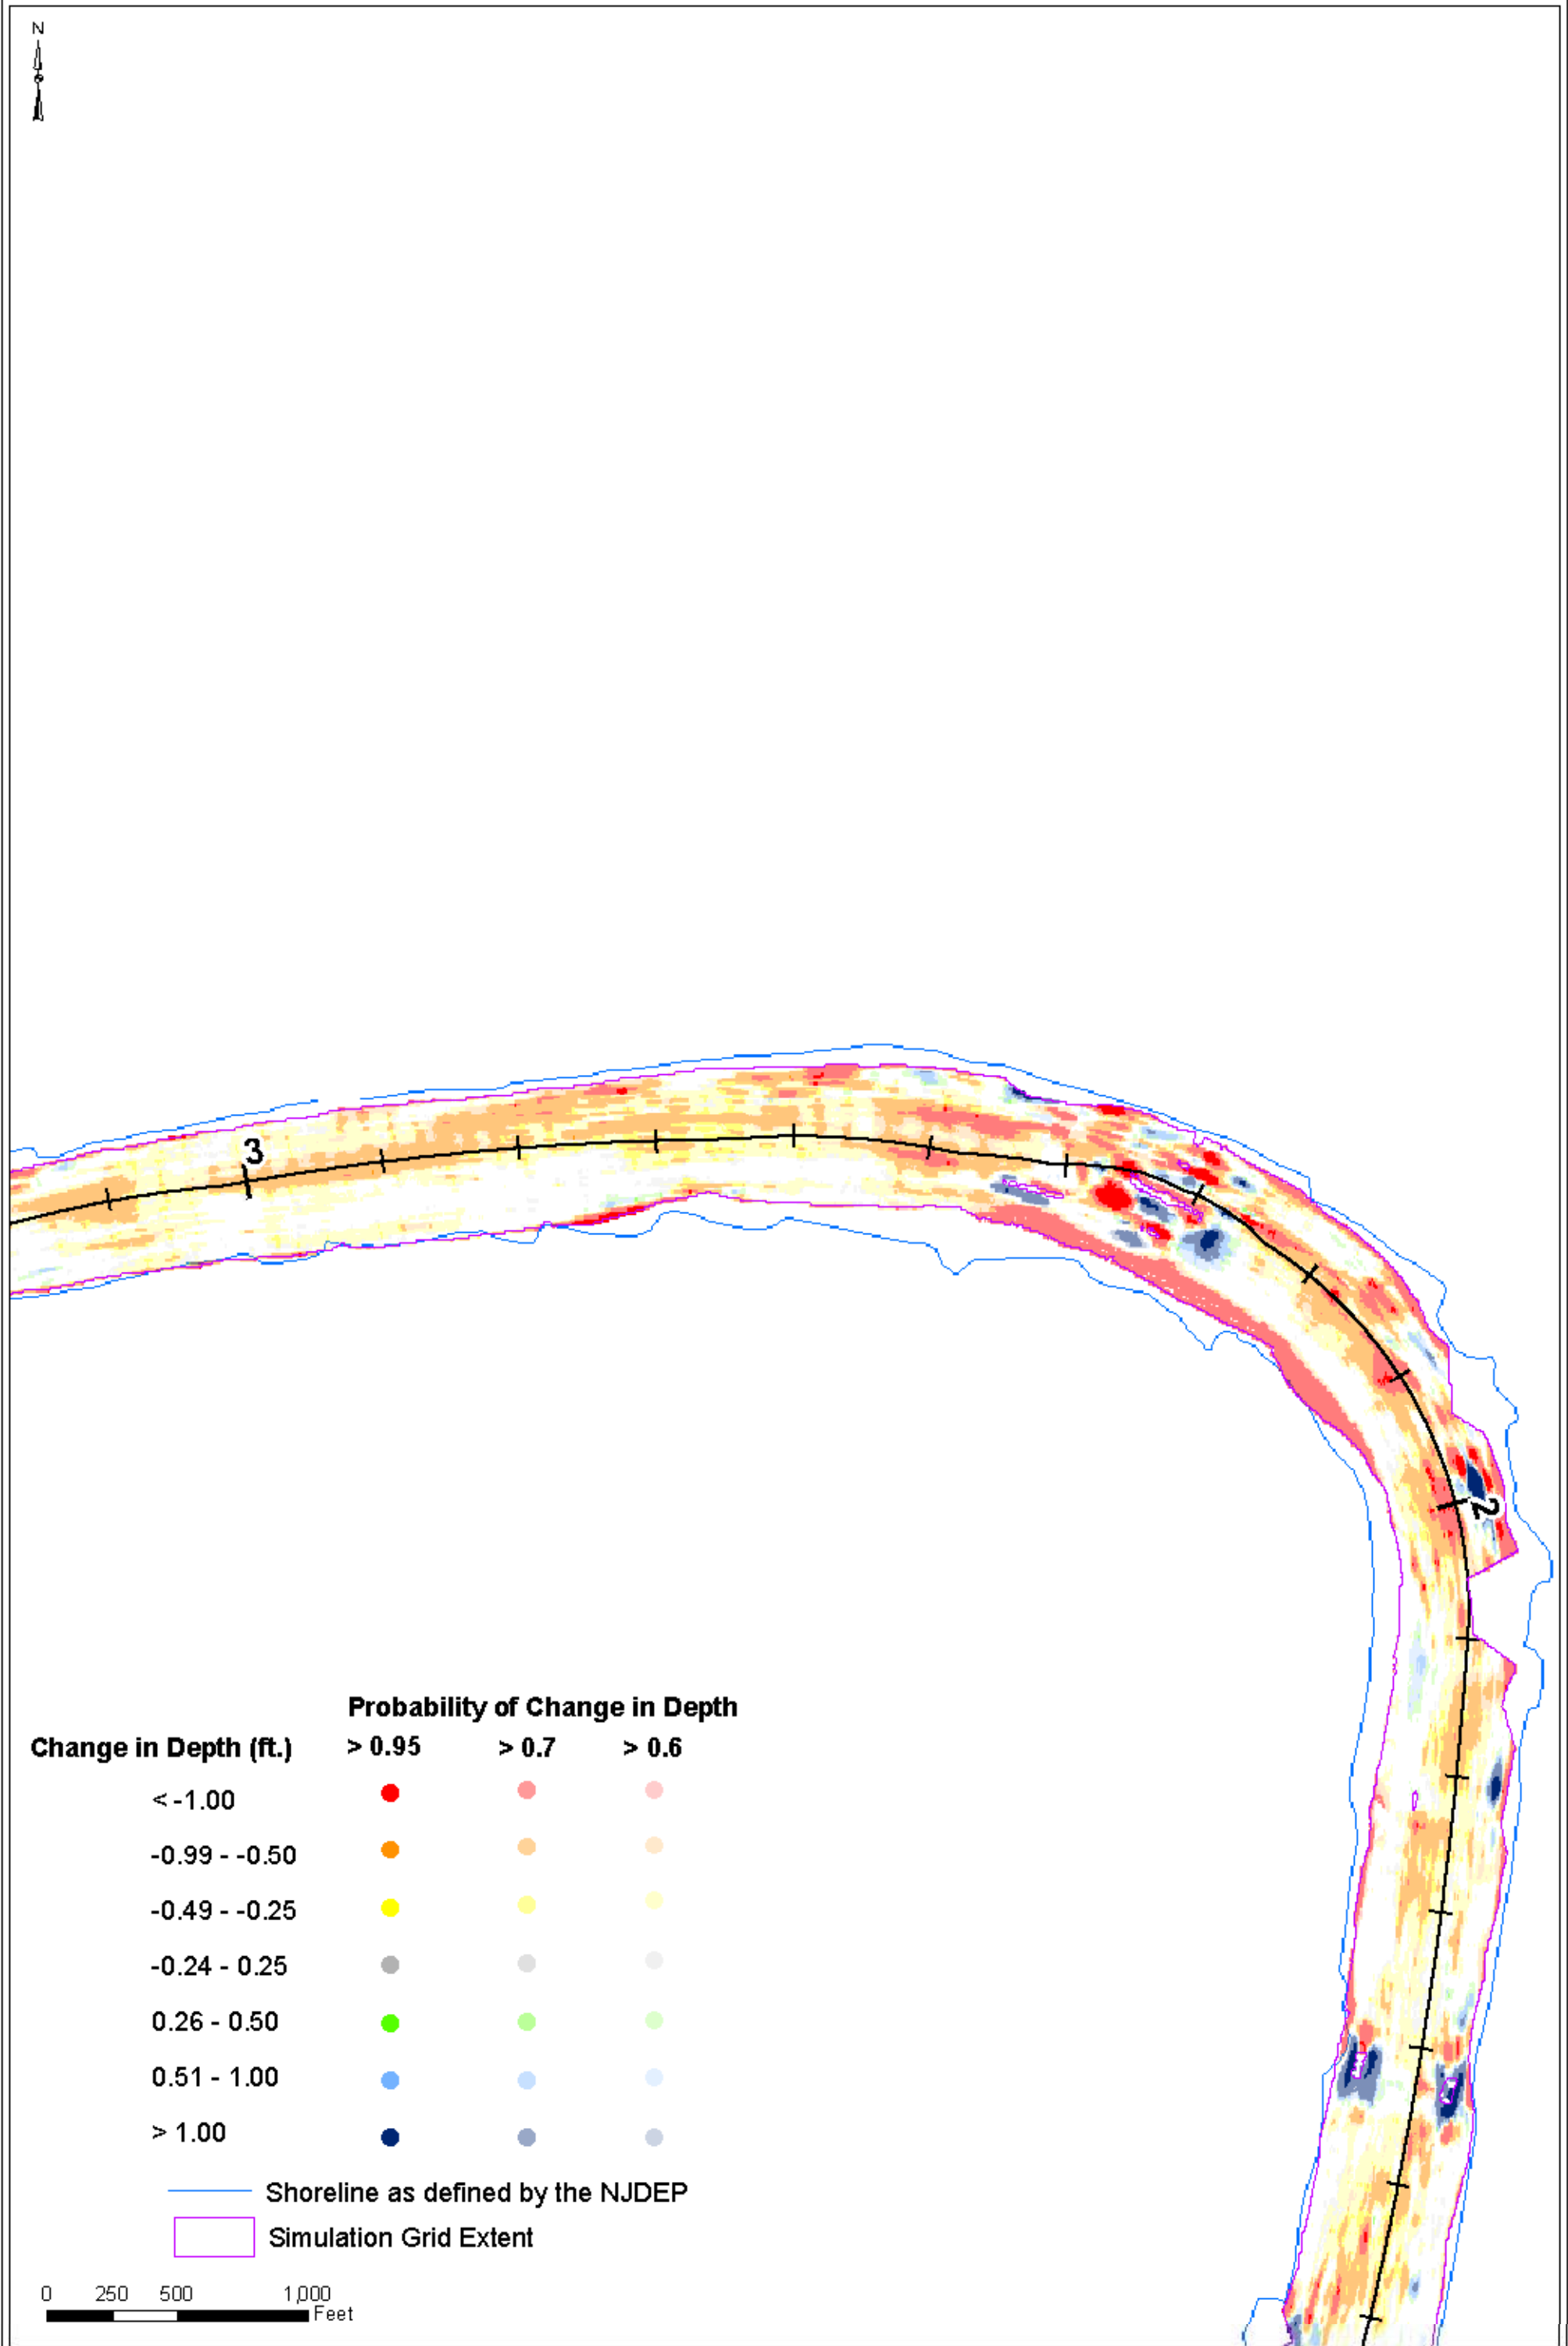 N
3
2
Probability of Change in Depth
Change in Depth (ft.) > 0.95 > 0.7 > 0.6
< -1.00
-0.99 - -0.50
-0.49 - -0.25
-0.24 - 0.25
0.26 - 0.50
0.51 - 1.00
> 1.00
Shoreline as defined by the NJDEP
Simulation Grid Extent
0 250 500 1,000
Feet